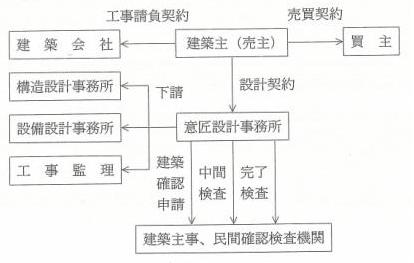 工事請負契約
売買契約
建築会社
建築主（売主）
買主
構造設計事務所
下請
設計契約
設備設計事務所
意匠設計事務所
工事監理
建築
確認
申請
中間
検査
完了
検査
建築主事、民間確認検査機関